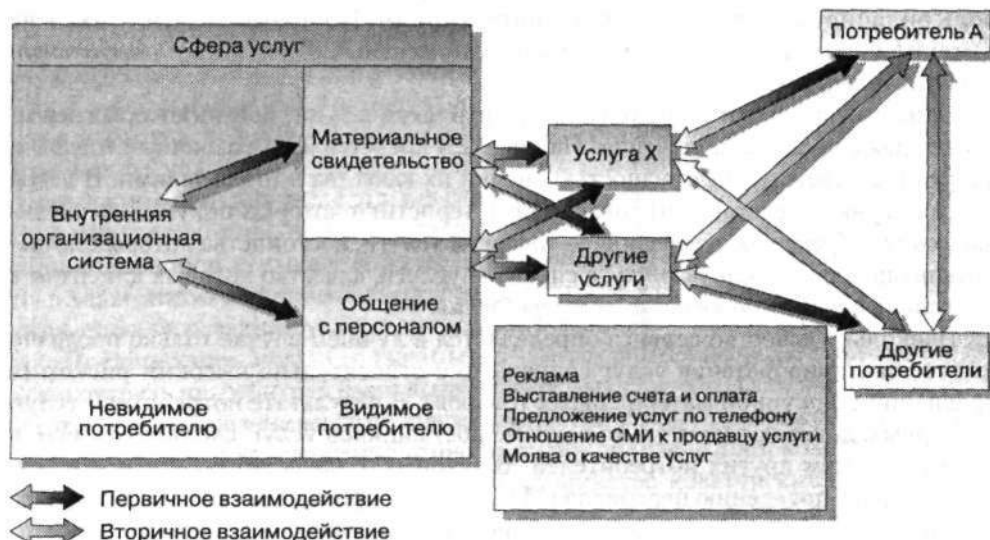 Сфера услуг
Потребитель А
Материальное
свидетельство
Услуга X
Внутренняя
организационная
система
Другие
услуги
Общение
с персоналом
Другие
потребители
Невидимое
потребителю
Видимое
потребителю
Реклама
Выставление счета и оплата
Предложение услуг по телефону
Отношение СМИ к продавцу услуги
Молва о качестве услуг
Первичное взаимодействие
Вторичное взаимодействие